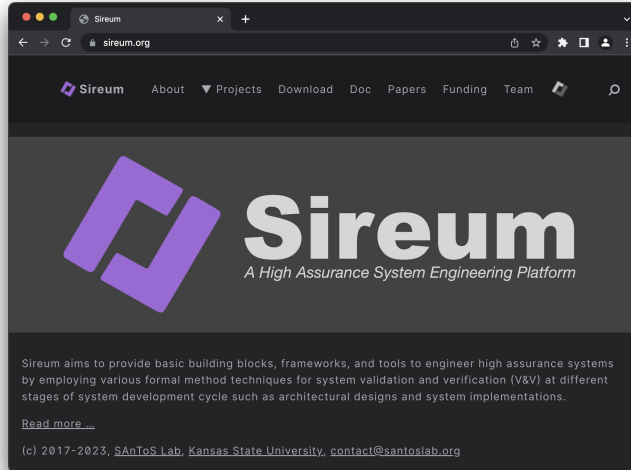 Sireum
sireum.org
Sireum About ▼ Projects Download Doc Papers Funding Team
Sireum
A High Assurance System Engineering Platform
Sireum aims to provide basic building blocks, frameworks, and tools to engineer high assurance systems
by employing various formal method techniques for system validation and verification (V&V) at different
stages of system development cycle such as architectural designs and system implementations.
Read more ...
(c) 2017-2023, SAnToS Lab, Kansas State University, contact@santoslab.org